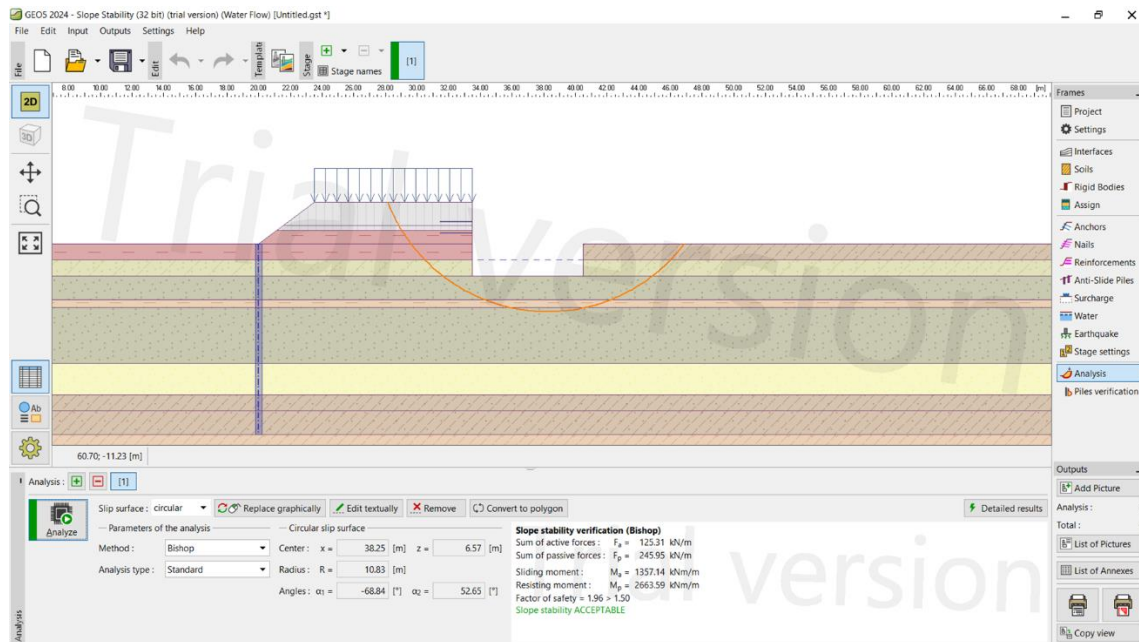 GEO5 2024 - Slope Stability (32 bit) (trial version) (Water Flow) [Untitled.gst *]
File Edit Input Outputs Settings Help
File
Edit
Template
Stage
Stage names
[1]
8.00 10.00 12.00 14.00 16.00 18.00 20.00 22.00 24.00 26.00 28.00 30.00 32.00 34.00 36.00 38.00 40.00 42.00 44.00 46.00 48.00 50.00 52.00 54.00 56.00 58.00 60.00 62.00 64.00 66.00 68.00 [m]
2D
3D
Ab
Trial version
60.70; -11.23 [m]
Frames
Project
Settings
Interfaces
Soils
Rigid Bodies
Assign
Anchors
Nails
Reinforcements
Anti-Slide Piles
Surcharge
Water
Earthquake
Stage settings
Analysis
Piles verification
Analysis : [1]
Analyze
Slip surface : circular Replace graphically Edit textually Remove Convert to polygon Detailed results
Parameters of the analysis
Method : Bishop
Analysis type : Standard
Circular slip surface
Center : x = 38.25 [m] z = 6.57 [m]
Radius : R = 10.83 [m]
Angles : α1 = -68.84 [°] α2 = 52.65 [°]
Slope stability verification (Bishop)
Sum of active forces : Fa = 125.31 kN/m
Sum of passive forces : Fp = 245.95 kN/m
Sliding moment : Ma = 1357.14 kNm/m
Resisting moment : Mp = 2663.59 kNm/m
Factor of safety = 1.96 > 1.50
Slope stability ACCEPTABLE
Analysis
Outputs
Add Picture
Analysis :
Total :
List of Pictures
List of Annexes
Copy view